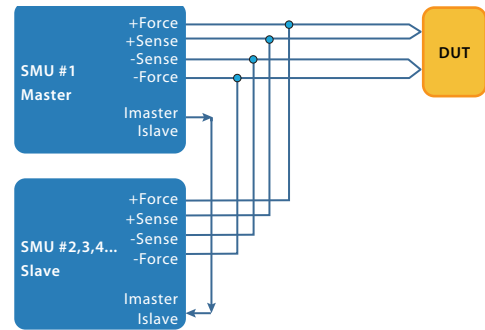 +Force
+Sense
-Sense
-Force
SMU #1
Master
Imaster
Islave
DUT
+Force
+Sense
-Sense
-Force
SMU #2,3,4...
Slave
Imaster
Islave